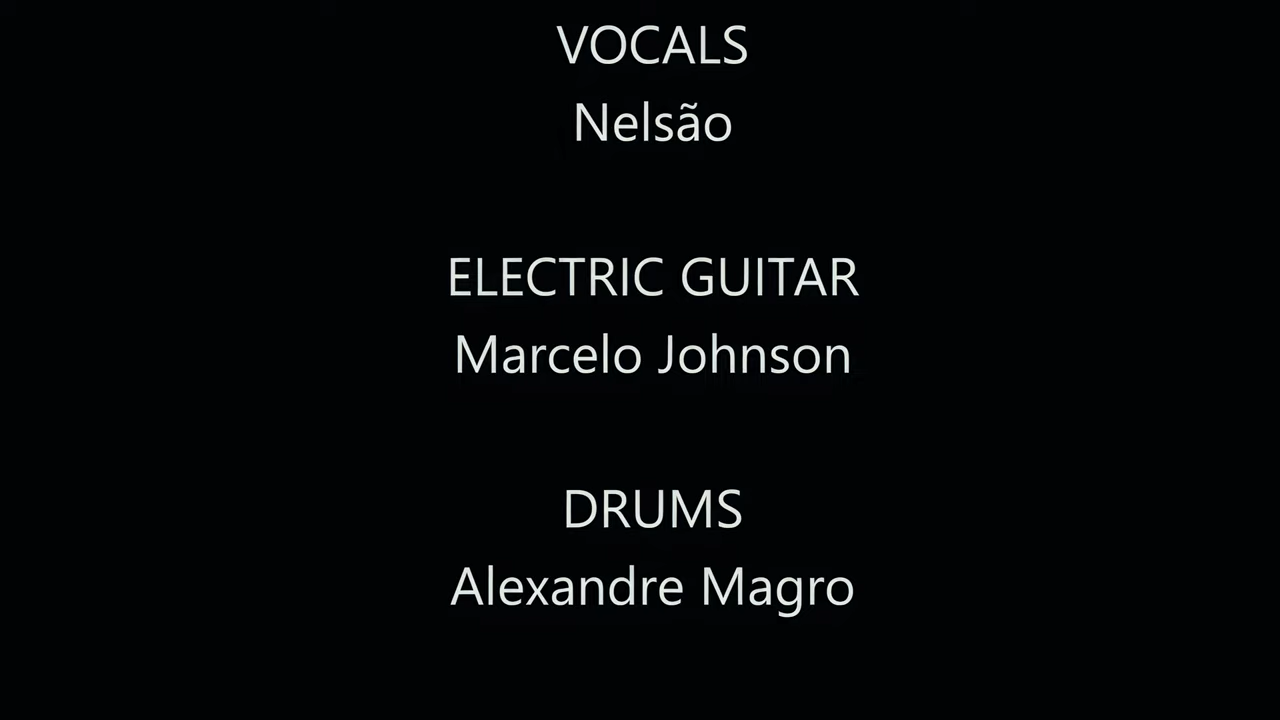 VOCALS
Nelsão
ELECTRIC GUITAR
Marcelo Johnson
DRUMS
Alexandre Magro